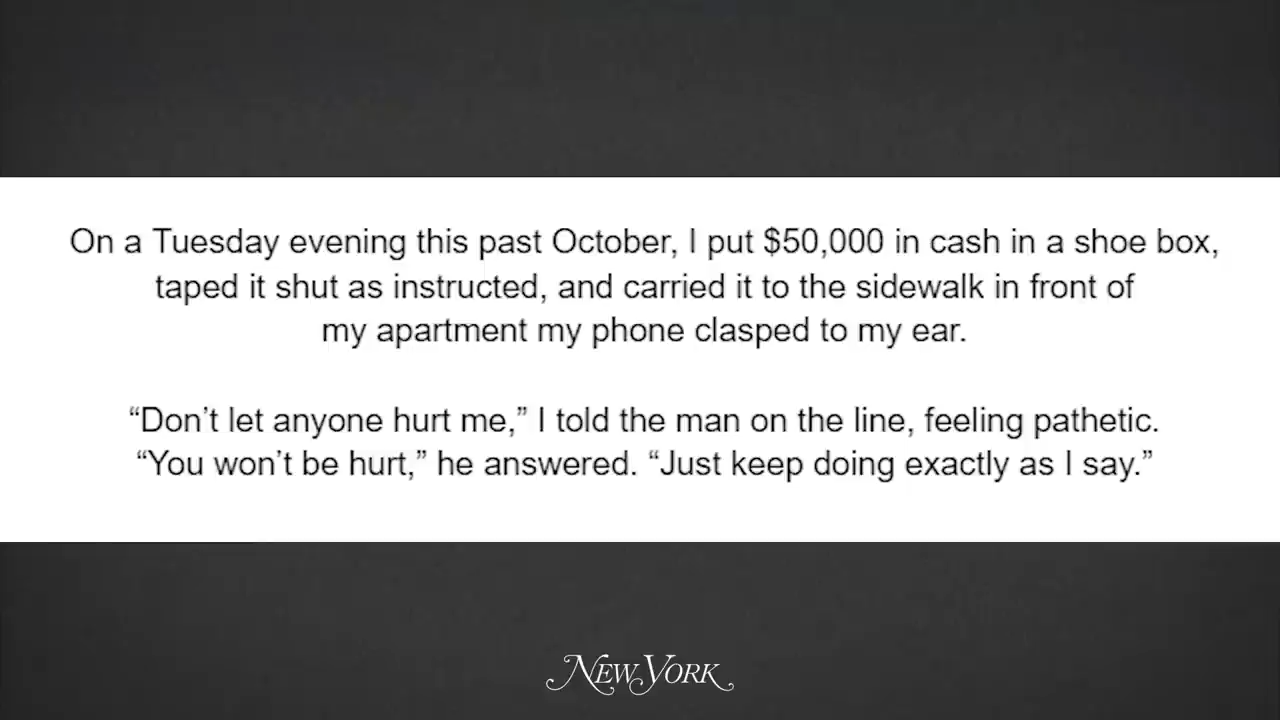 On a Tuesday evening this past October, I put $50,000 in cash in a shoe box,
taped it shut as instructed, and carried it to the sidewalk in front of
my apartment my phone clasped to my ear.
“Don’t let anyone hurt me,” I told the man on the line, feeling pathetic.
“You won’t be hurt,” he answered. “Just keep doing exactly as I say.”
NEW YORK